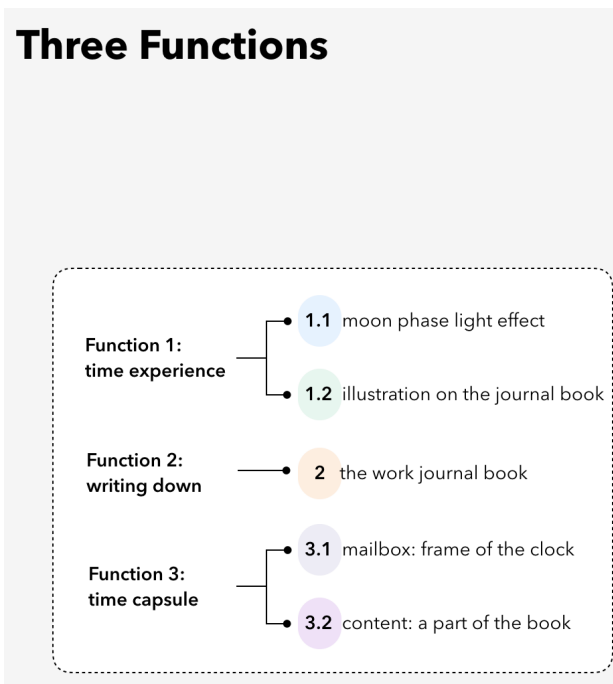 Three Functions
Function 1:
time experience
1.1 moon phase light effect
1.2 illustration on the journal book
Function 2:
writing down
2 the work journal book
Function 3:
time capsule
3.1 mailbox: frame of the clock
3.2 content: a part of the book